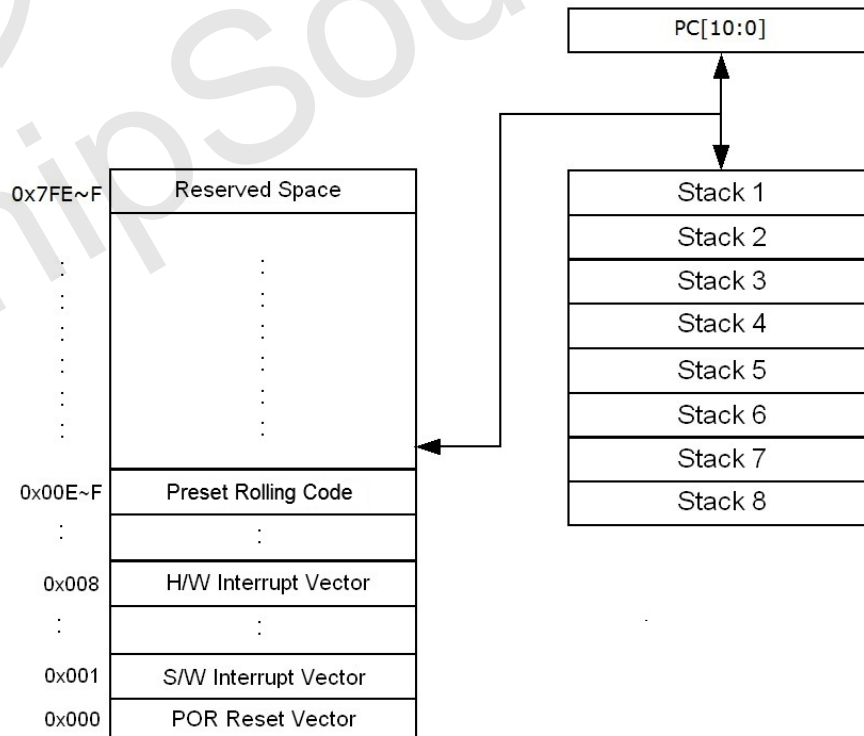 PC[10:0]
0x7FE~F Reserved Space
Stack 1
Stack 2
Stack 3
Stack 4
Stack 5
Stack 6
Stack 7
Stack 8
0x00E~F Preset Rolling Code
0x008 H/W Interrupt Vector
0x001 S/W Interrupt Vector
0x000 POR Reset Vector
hipSou